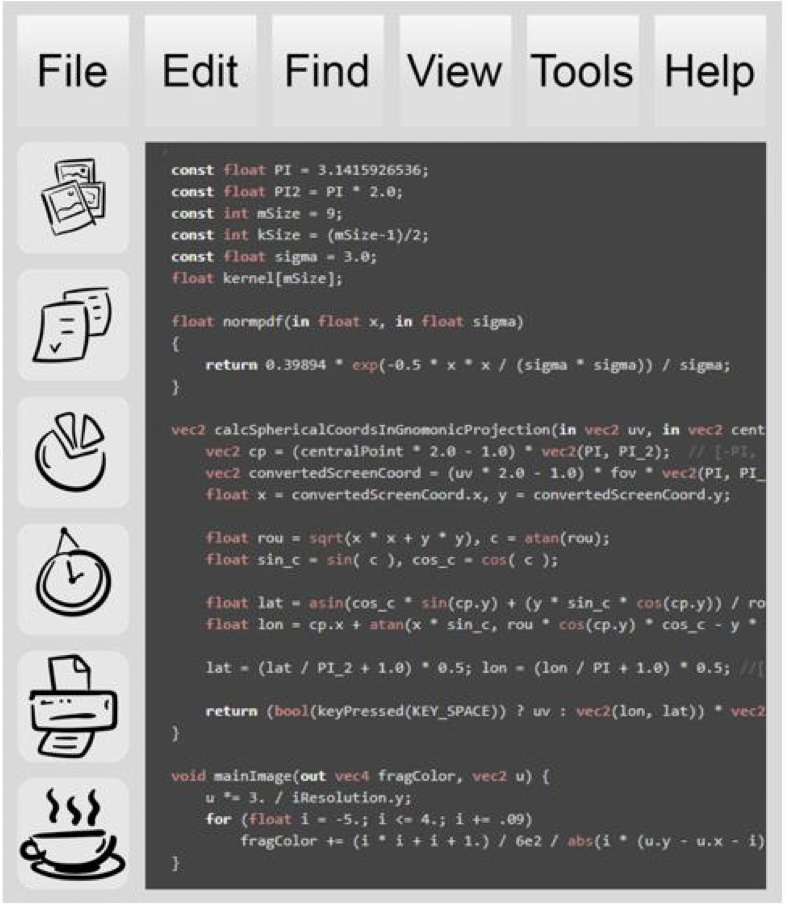 File Edit Find View Tools Help
const float PI = 3.1415926536;
const float PI2 = PI * 2.0;
const int mSize = 9;
const int kSize = (mSize-1)/2;
const float sigma = 3.0;
float kernel[mSize];
float normpdf(in float x, in float sigma)
{
return 0.39894 * exp(-0.5 * x * x / (sigma * sigma)) / sigma;
}
vec2 calcSphericalCoordsInGnomonicProjection(in vec2 uv, in vec2 cent
vec2 cp = (centralPoint * 2.0 - 1.0) * vec2(PI, PI_2); // [-PI,
vec2 convertedScreenCoord = (uv * 2.0 - 1.0) * fov * vec2(PI, PI_
float x = convertedScreenCoord.x, y = convertedScreenCoord.y;
float rou = sqrt(x * x + y * y), c = atan(rou);
float sin_c = sin( c ), cos_c = cos( c );
float lat = asin(cos_c * sin(cp.y) + (y * sin_c * cos(cp.y)) / ro
float lon = cp.x + atan(x * sin_c, rou * cos(cp.y) * cos_c - y *
lat = (lat / PI_2 + 1.0) * 0.5; lon = (lon / PI + 1.0) * 0.5; //[
return (bool(keyPressed(KEY_SPACE)) ? uv : vec2(lon, lat)) * vec2
}
void mainImage(out vec4 fragColor, vec2 u) {
u *= 3. / iResolution.y;
for (float i = -5.; i <= 4.; i += .09)
fragColor += (i * i + i + 1.) / 6e2 / abs(i * (u.y - u.x - i)
}